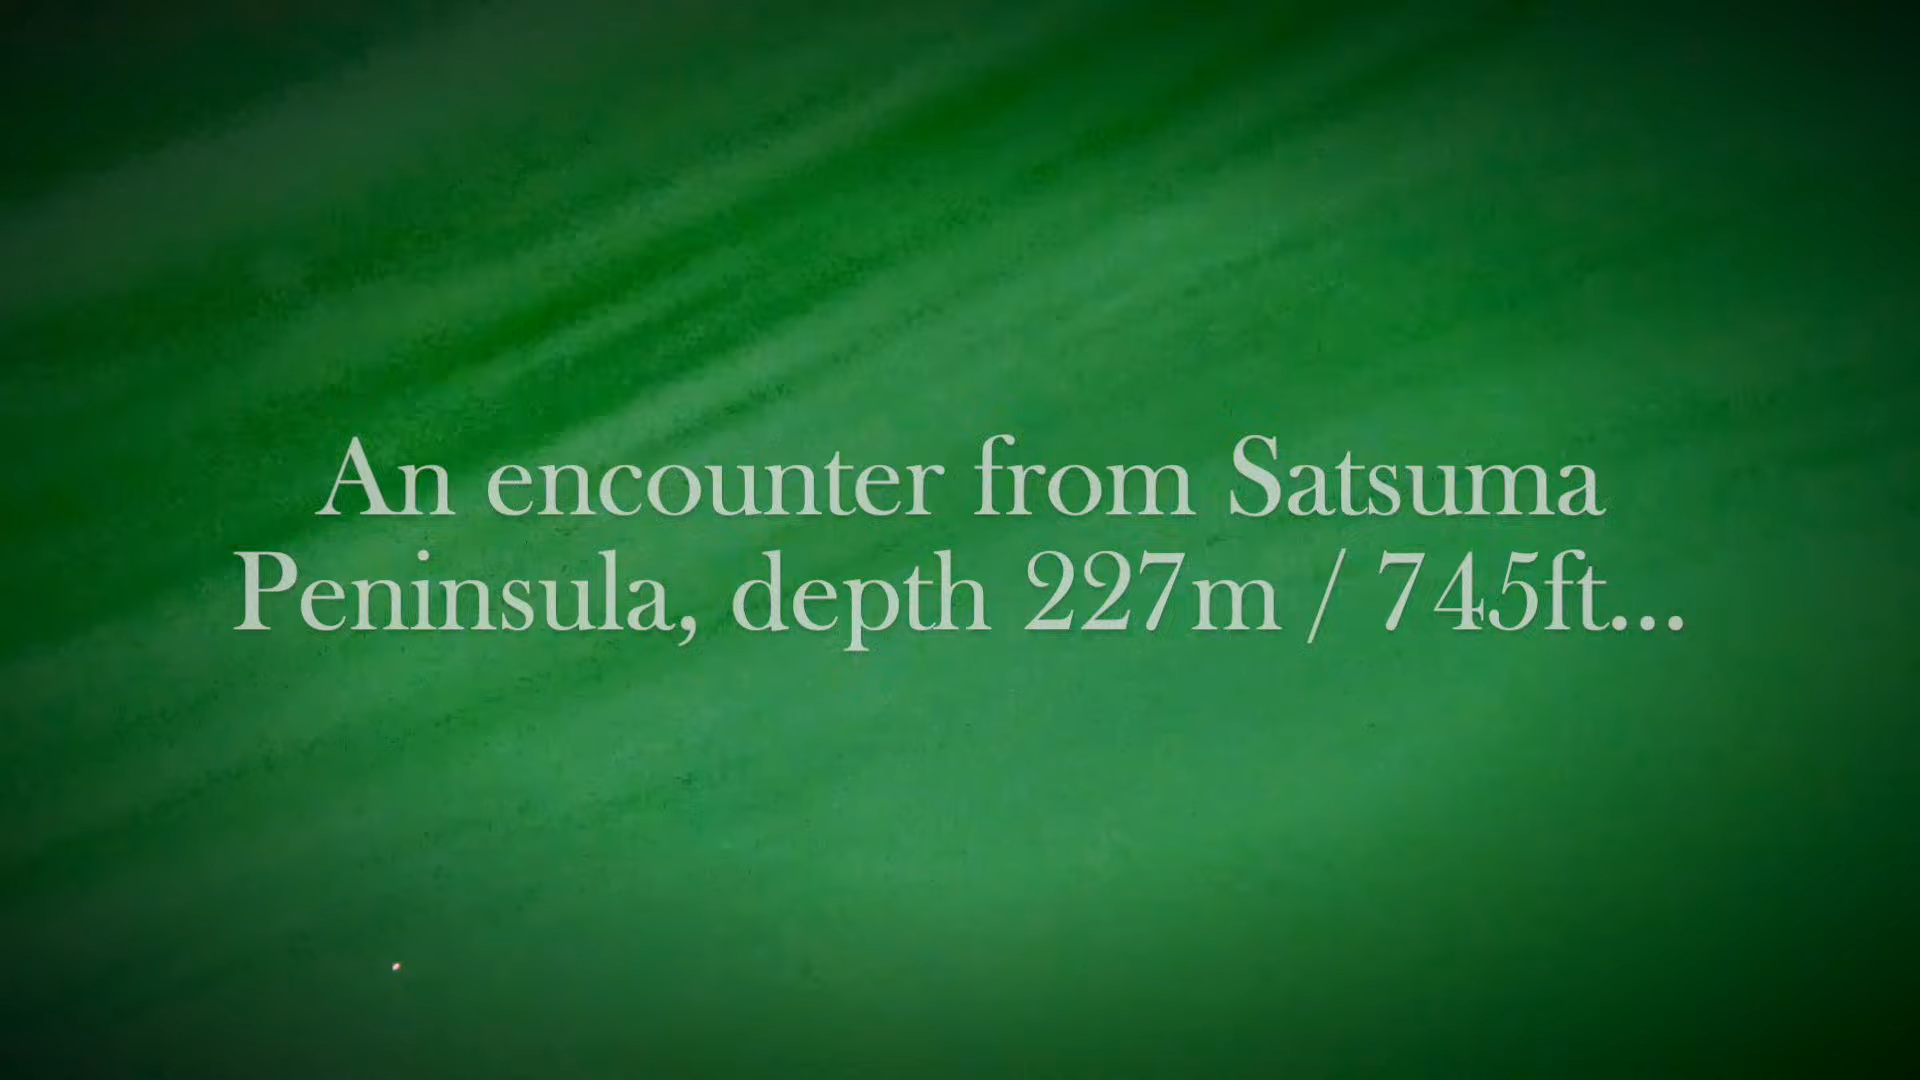 An encounter from Satsuma
Peninsula, depth 227m / 745ft...